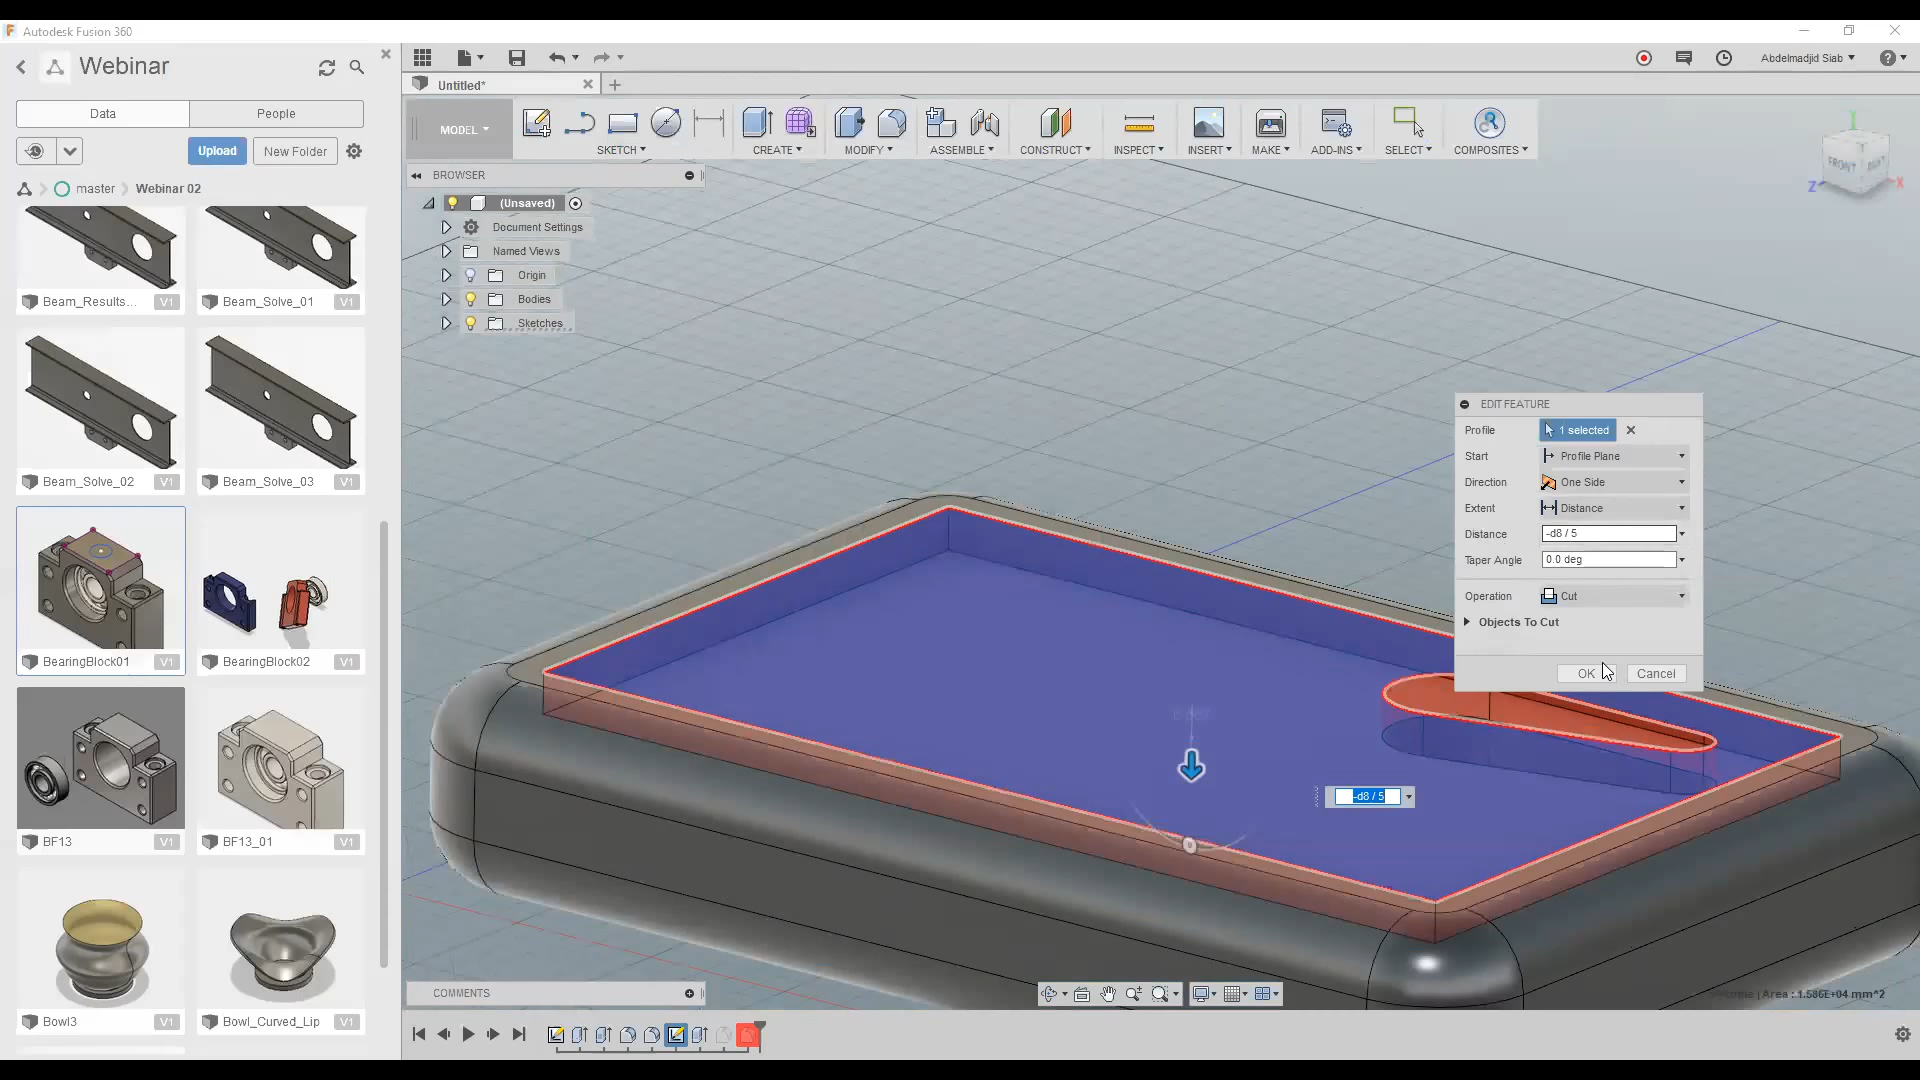 Autodesk Fusion 360
Webinar
Data
People
Upload
New Folder
master
Webinar 02
Beam_Results...
V1
Beam_Solve_01
V1
Beam_Solve_02
V1
Beam_Solve_03
V1
BearingBlock01
V1
BearingBlock02
V1
BF13
V1
BF13_01
V1
Bowl3
V1
Bowl_Curved_Lip
V1
Untitled*
Abdelmadjid Siab
MODEL
SKETCH
CREATE
MODIFY
ASSEMBLE
CONSTRUCT
INSPECT
INSERT
MAKE
ADD-INS
SELECT
COMPOSITES
BROWSER
(Unsaved)
Document Settings
Named Views
Origin
Bodies
Sketches
FRONT
Z
Y
X
EDIT FEATURE
Profile
1 selected
Start
Profile Plane
Direction
One Side
Extent
Distance
Distance
-d8 / 5
Taper Angle
0.0 deg
Operation
Cut
Objects To Cut
OK
Cancel
-d8 / 5
COMMENTS
Area : 1.586E+04 mm^2